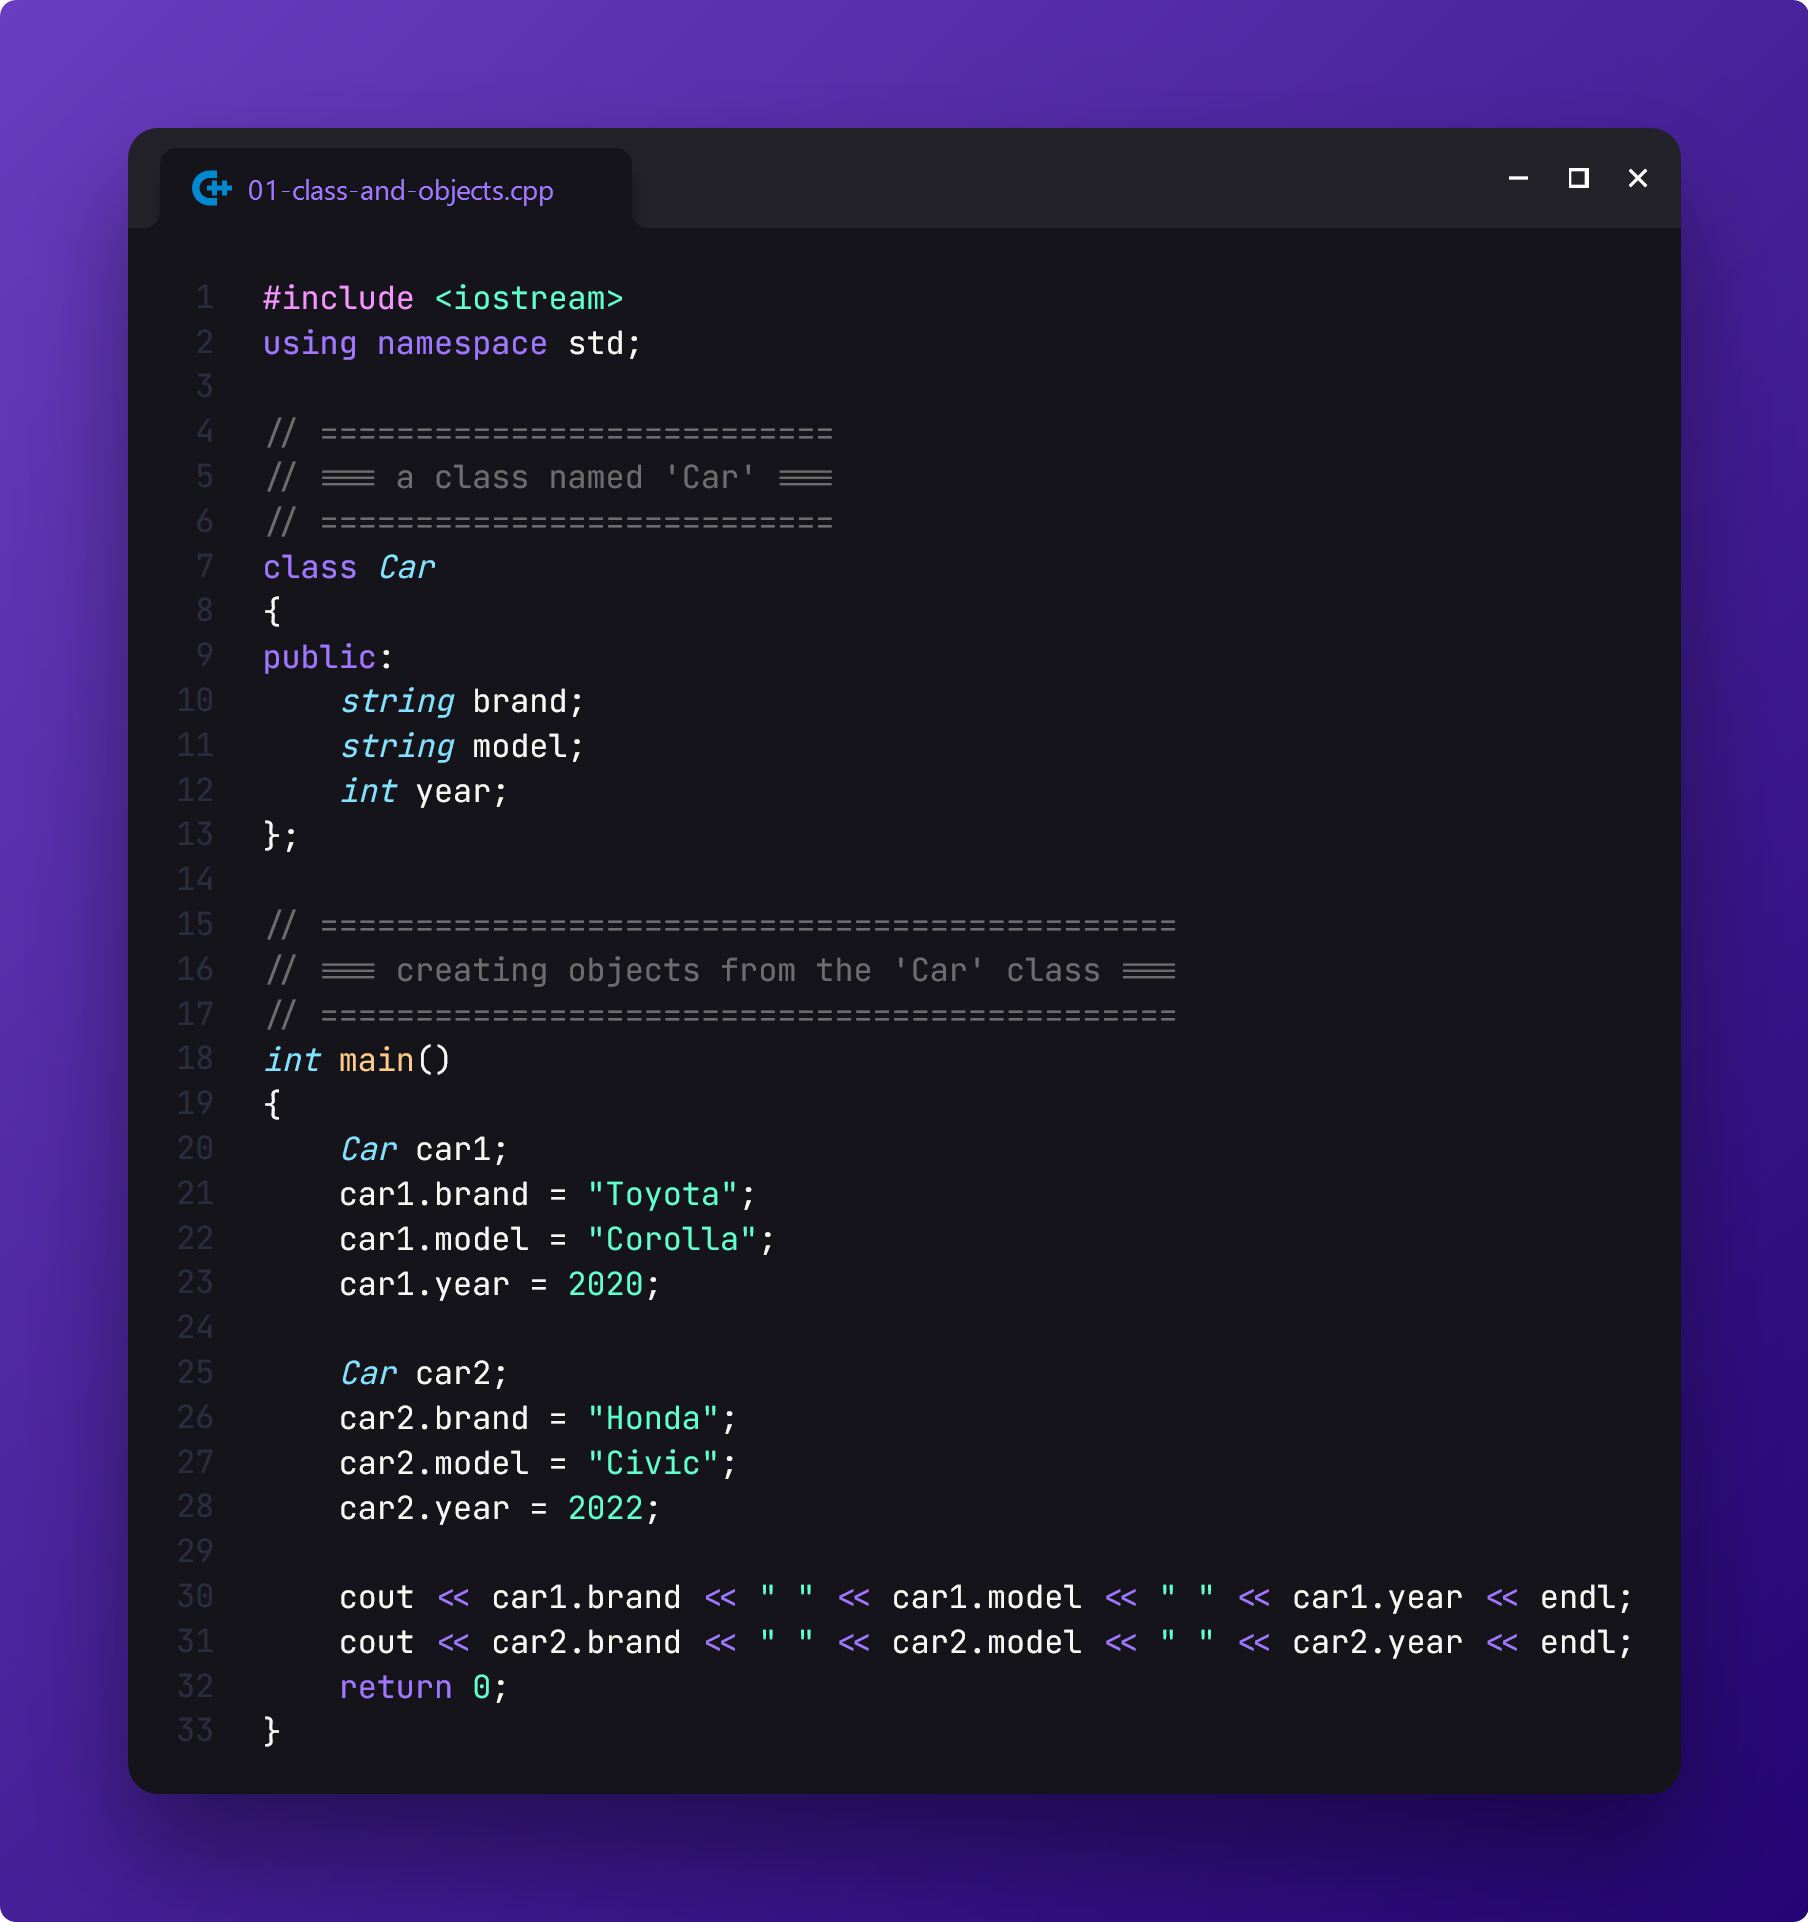 01-class-and-objects.cpp
1 #include <iostream>
2 using namespace std;
3
4 // ===========================
5 // === a class named 'Car' ===
6 // ===========================
7 class Car
8 {
9 public:
10     string brand;
11     string model;
12     int year;
13 };
14
15 // =============================================
16 // === creating objects from the 'Car' class ===
17 // =============================================
18 int main()
19 {
20     Car car1;
21     car1.brand = "Toyota";
22     car1.model = "Corolla";
23     car1.year = 2020;
24
25     Car car2;
26     car2.brand = "Honda";
27     car2.model = "Civic";
28     car2.year = 2022;
29
30     cout << car1.brand << " " << car1.model << " " << car1.year << endl;
31     cout << car2.brand << " " << car2.model << " " << car2.year << endl;
32     return 0;
33 }